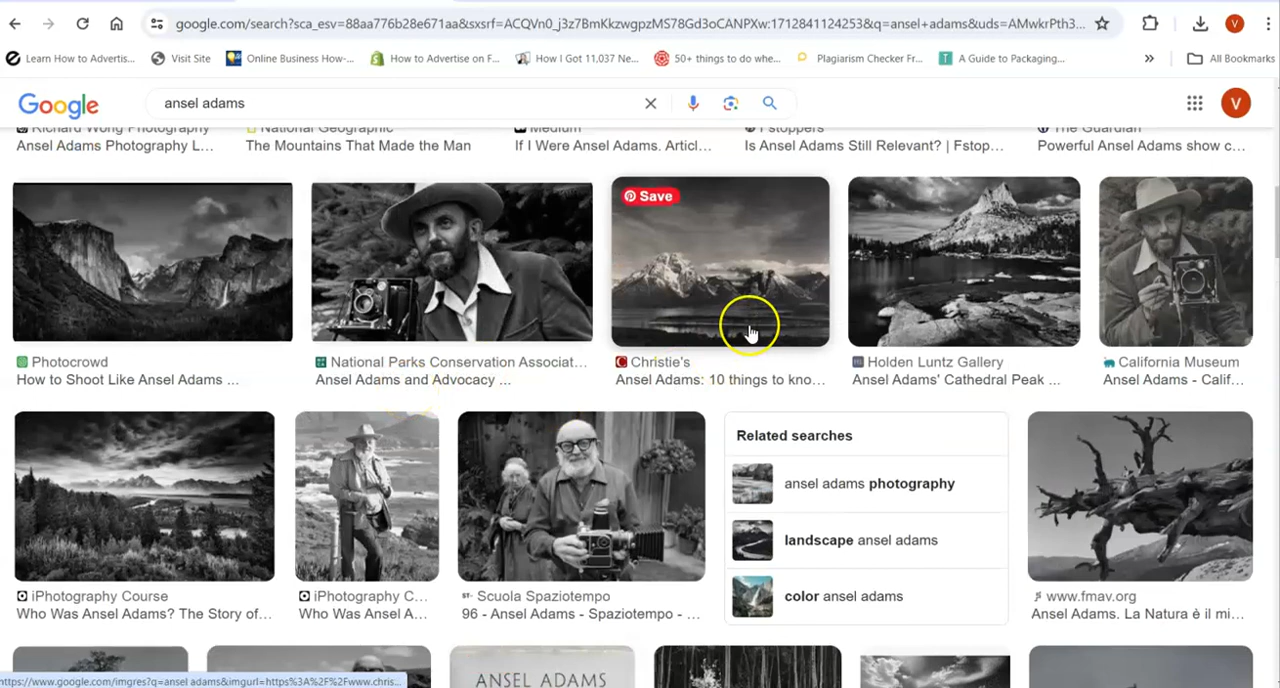 google.com/search?sca_esv=88aa776b28e671aa&sxsrf=ACQVn0_j3z7BmKkzwgpzMS78Gd3oCANPXw:1712841124253&q=ansel+adams&uds=AMwkrPth3...
V
Learn How to Advertis...
Visit Site
Online Business How-...
How to Advertise on F...
How I Got 11,037 Ne...
50+ things to do whe...
Plagiarism Checker Fr...
A Guide to Packaging...
»
All Bookmarks
Google
ansel adams
V
Richard Wong Photography
National Geographic
Medium
Fstoppers
The Guardian
Ansel Adams Photography L...
The Mountains That Made the Man
If I Were Ansel Adams. Articl...
Is Ansel Adams Still Relevant? | Fstop...
Powerful Ansel Adams show c...
Save
Photocrowd
How to Shoot Like Ansel Adams ...
National Parks Conservation Associat...
Ansel Adams and Advocacy ...
Christie's
Ansel Adams: 10 things to kno...
Holden Luntz Gallery
Ansel Adams' Cathedral Peak ...
California Museum
Ansel Adams - Calif...
iPhotography Course
Who Was Ansel Adams? The Story of...
iPhotography C...
Who Was Ansel A...
Scuola Spaziotempo
96 - Ansel Adams - Spaziotempo - ...
Related searches
ansel adams photography
landscape ansel adams
color ansel adams
www.fmav.org
Ansel Adams. La Natura è il mi...
ANSEL ADAMS
https://www.google.com/imgres?q=ansel adams&imgurl=https%3A%2F%2Fwww.chris...